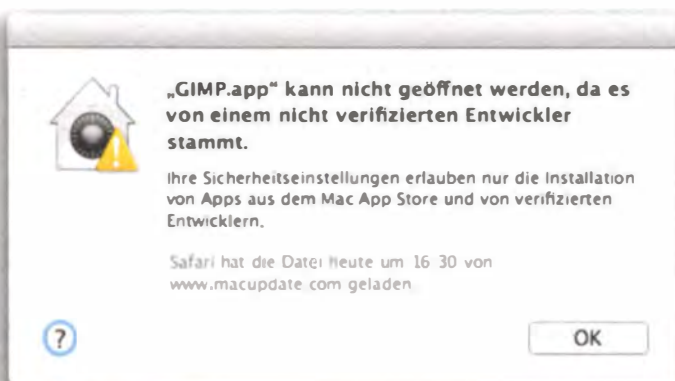 „GIMP.app“ kann nicht geöffnet werden, da es
von einem nicht verifizierten Entwickler
stammt.
Ihre Sicherheitseinstellungen erlauben nur die Installation
von Apps aus dem Mac App Store und von verifizierten
Entwicklern.
Safari hat die Datei heute um 16 30 von
www.macupdate com geladen
?
OK